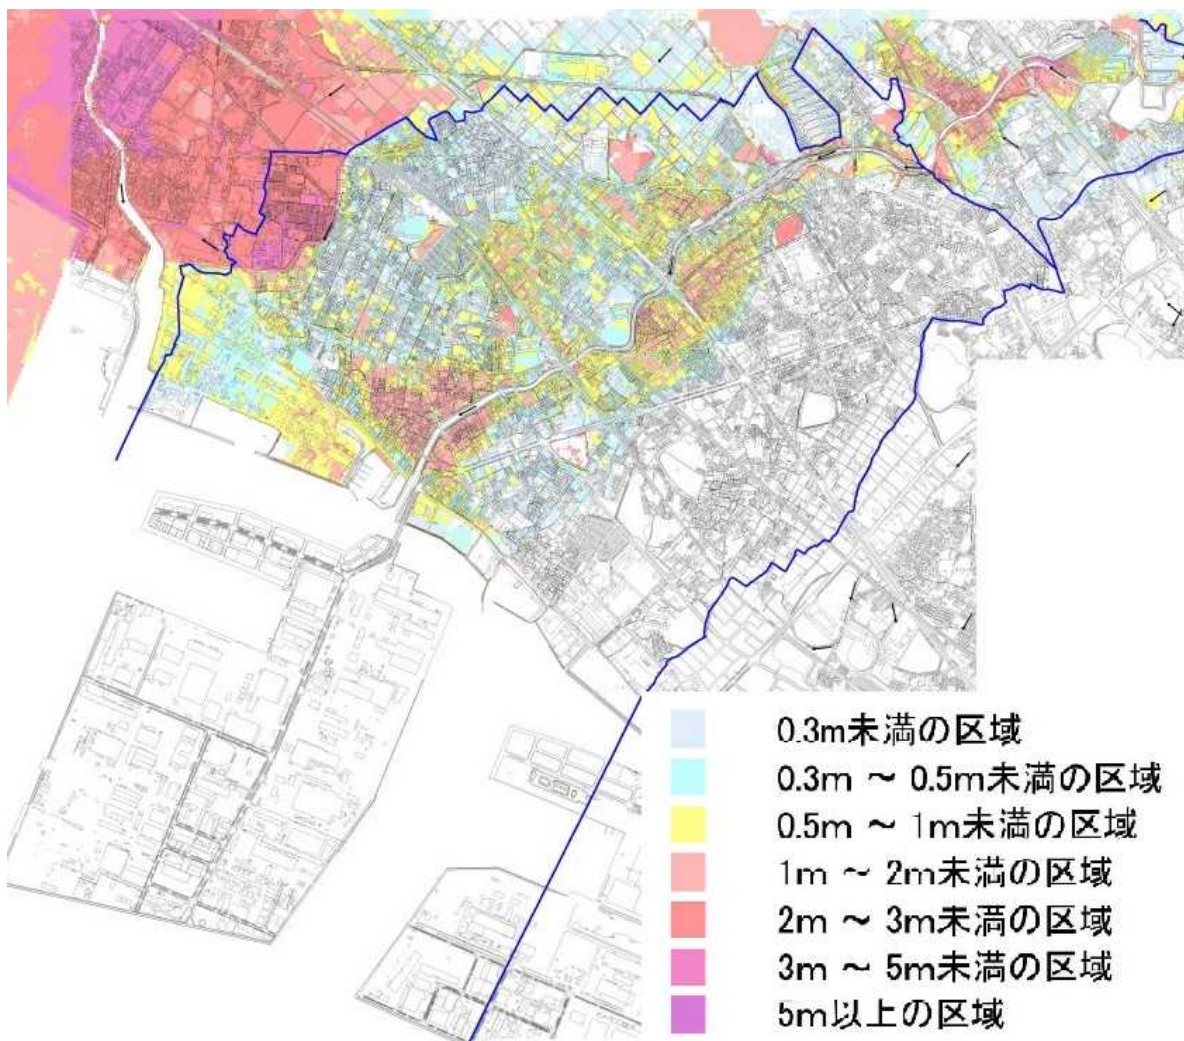 0.3m未満の区域
0.3m ～ 0.5m未満の区域
0.5m ～ 1m未満の区域
1m ～ 2m未満の区域
2m ～ 3m未満の区域
3m ～ 5m未満の区域
5m以上の区域